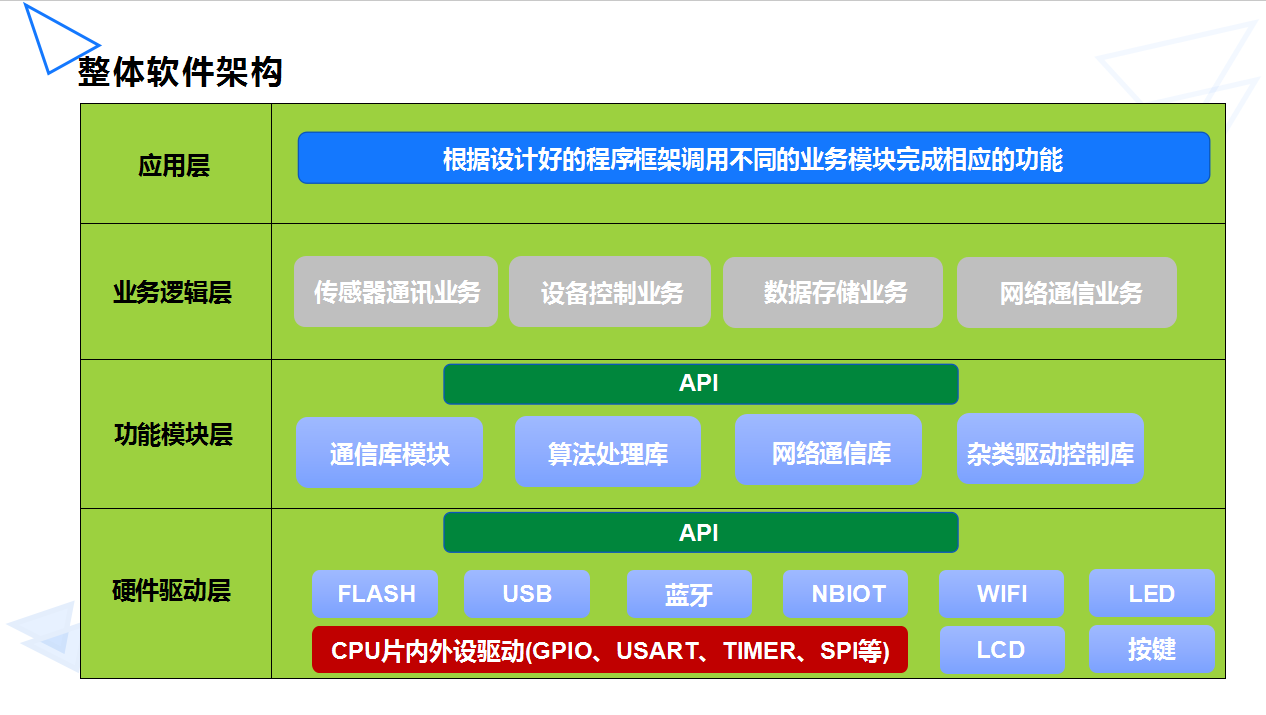 整体软件架构
应用层
根据设计好的程序框架调用不同的业务模块完成相应的功能
业务逻辑层
传感器通讯业务
设备控制业务
数据存储业务
网络通信业务
功能模块层
API
通信库模块
算法处理库
网络通信库
杂类驱动控制库
硬件驱动层
API
FLASH
USB
蓝牙
NBIOT
WIFI
LED
CPU片内外设驱动(GPIO、USART、TIMER、SPI等)
LCD
按键